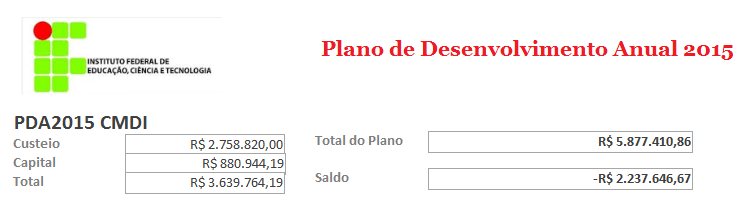 INSTITUTO FEDERAL DE
EDUCAÇÃO, CIÊNCIA E TECNOLOGIA
Plano de Desenvolvimento Anual 2015
PDA2015 CMDI
Custeio R$ 2.758.820,00
Total do Plano R$ 5.877.410,86
Capital R$ 880.944,19
Total R$ 3.639.764,19
Saldo -R$ 2.237.646,67